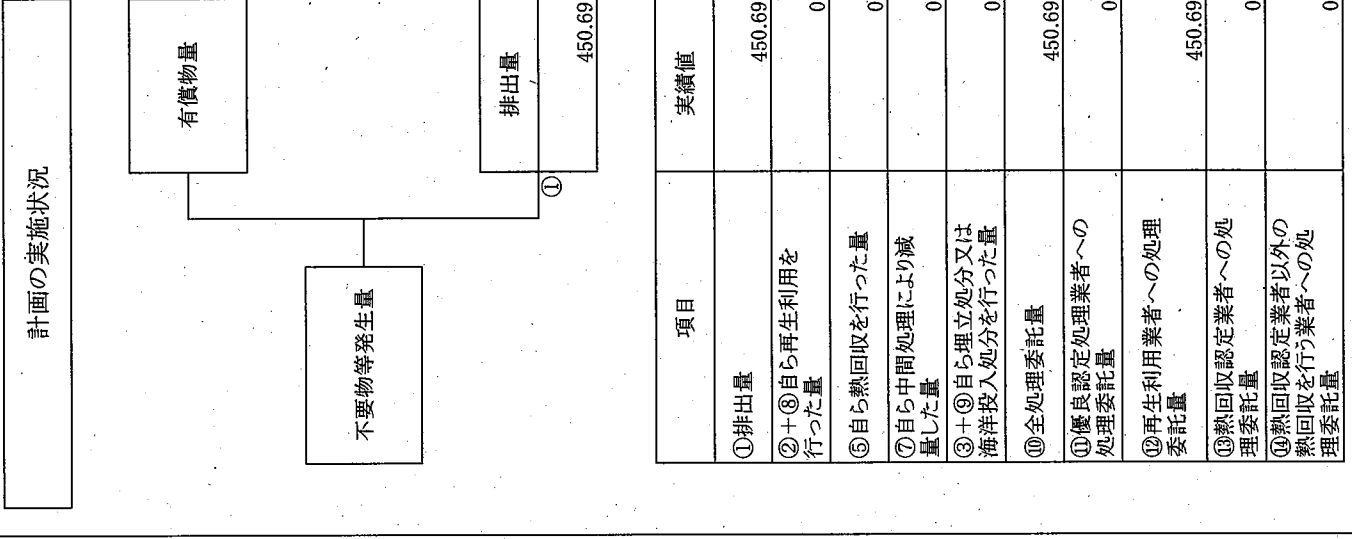 計画の実施状況
有償物量
不要物等発生量
排出量
①
450.69
項目
実績値
①排出量
450.69
②＋⑧自ら再生利用を
行った量
0
⑤自ら熱回収を行った量
0
⑦自ら中間処理により減
量した量
0
③＋⑨自ら埋立処分又は
海洋投入処分を行った量
0
⑩全処理委託量
450.69
⑪優良認定処理業者への
処理委託量
0
⑫再生利用業者への処理
委託量
450.69
⑬熱回収認定業者への処
理委託量
0
⑭熱回収認定業者以外の
熱回収を行う業者への処
理委託量
0